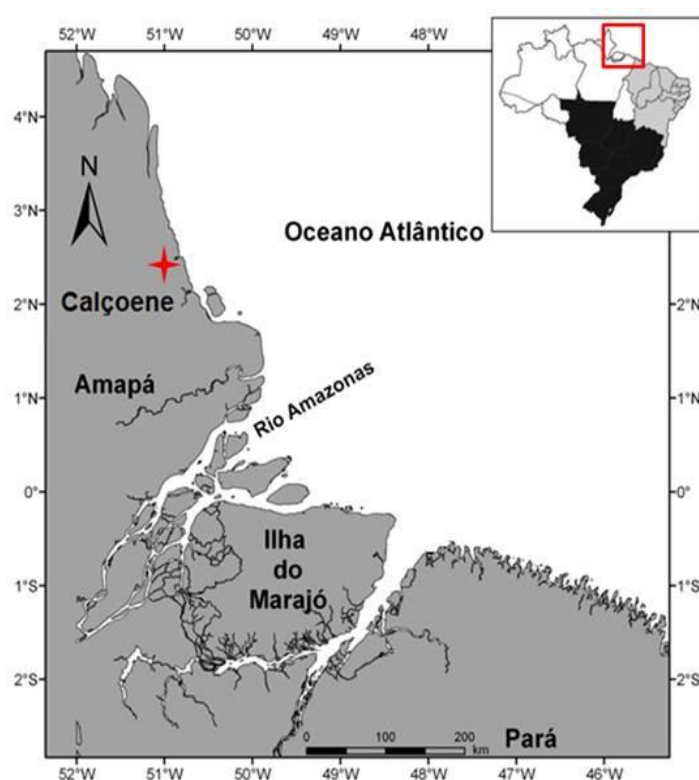 52°W 51°W 50°W 48°W
4°N
N
3°N
Oceano Atlântico
2°N
2°N
Calçoene
Amapá
1°N
1°N
Rio Amazonas
0°
0°
Ilha
do
Marajó
1°S
1°S
2°S
2°S
0 100 200
km
Pará
52°W 51°W 50°W 49°W 48°W 47°W 46°W